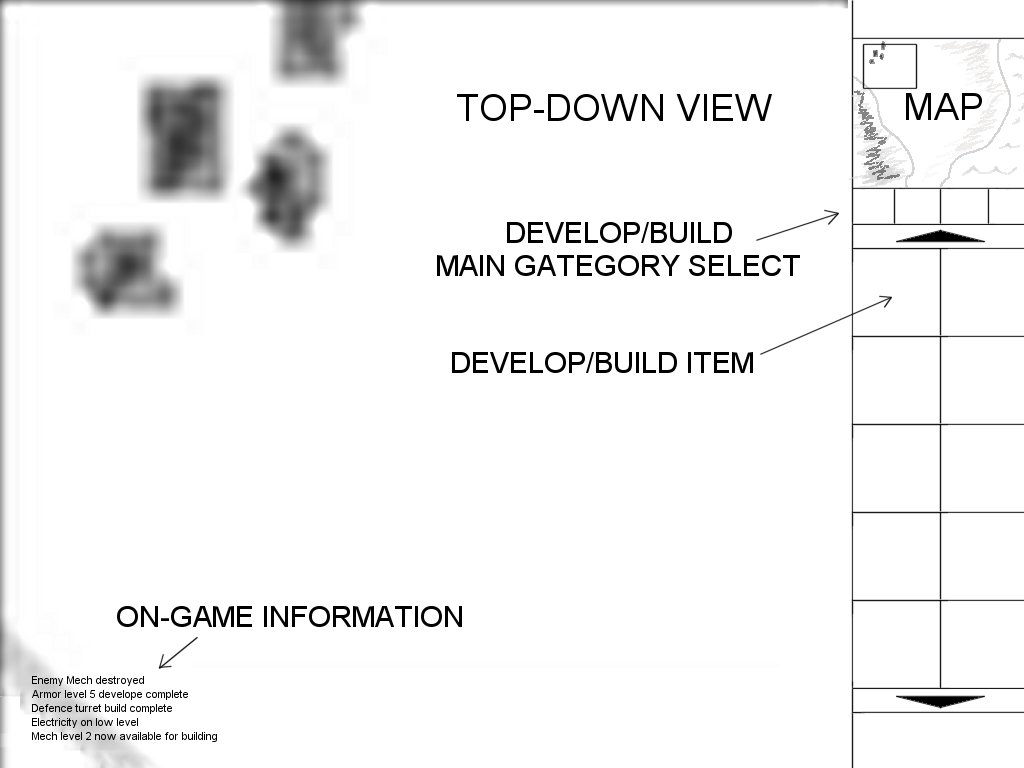 TOP-DOWN VIEW
MAP
DEVELOP/BUILD
MAIN GATEGORY SELECT
DEVELOP/BUILD ITEM
ON-GAME INFORMATION
Enemy Mech destroyed
Armor level 5 develope complete
Defence turret build complete
Electricity on low level
Mech level 2 now available for building